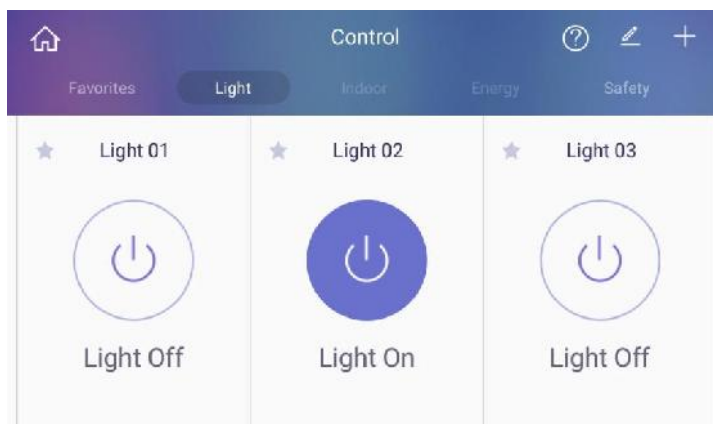 Control
Favorites Light Indoor Energy Safety
Light 01 Light 02 Light 03
Light Off Light On Light Off